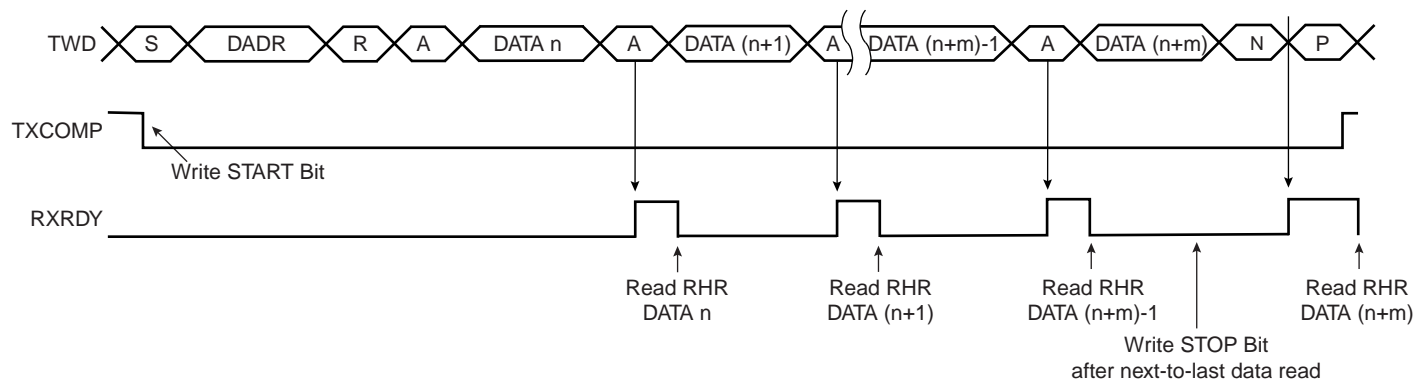 TWD S DADR R A DATA n A DATA (n+1) A DATA (n+m)-1 A DATA (n+m) N P
TXCOMP
Write START Bit
RXRDY
Read RHR Read RHR Read RHR Read RHR
DATA n DATA (n+1) DATA (n+m)-1 DATA (n+m)
Write STOP Bit
after next-to-last data read